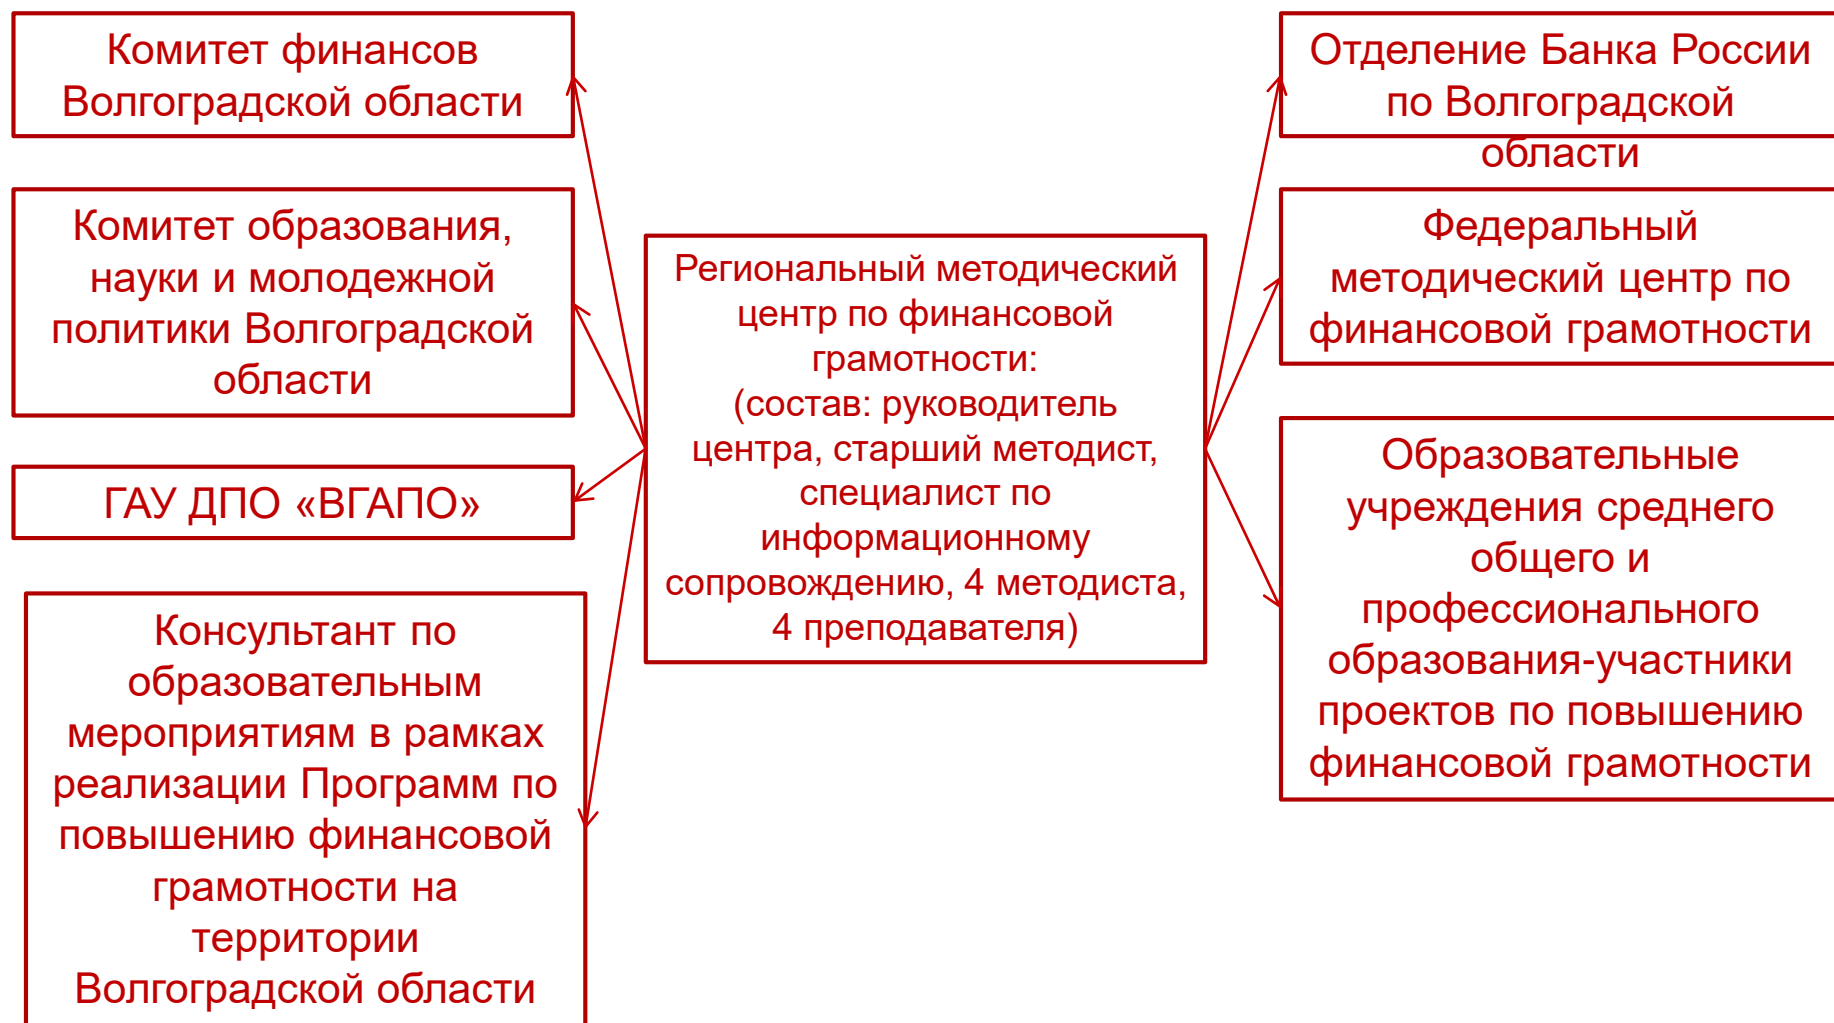 Комитет финансов
Волгоградской области
Комитет образования,
науки и молодежной
политики Волгоградской
области
ГАУ ДПО «ВГАПО»
Консультант по
образовательным
мероприятиям в рамках
реализации Программ по
повышению финансовой
грамотности на
территории
Волгоградской области
Региональный методический
центр по финансовой
грамотности:
(состав: руководитель
центра, старший методист,
специалист по
информационному
сопровождению, 4 методиста,
4 преподавателя)
Отделение Банка России
по Волгоградской
области
Федеральный
методический центр по
финансовой грамотности
Образовательные
учреждения среднего
общего и
профессионального
образования-участники
проектов по повышению
финансовой грамотности